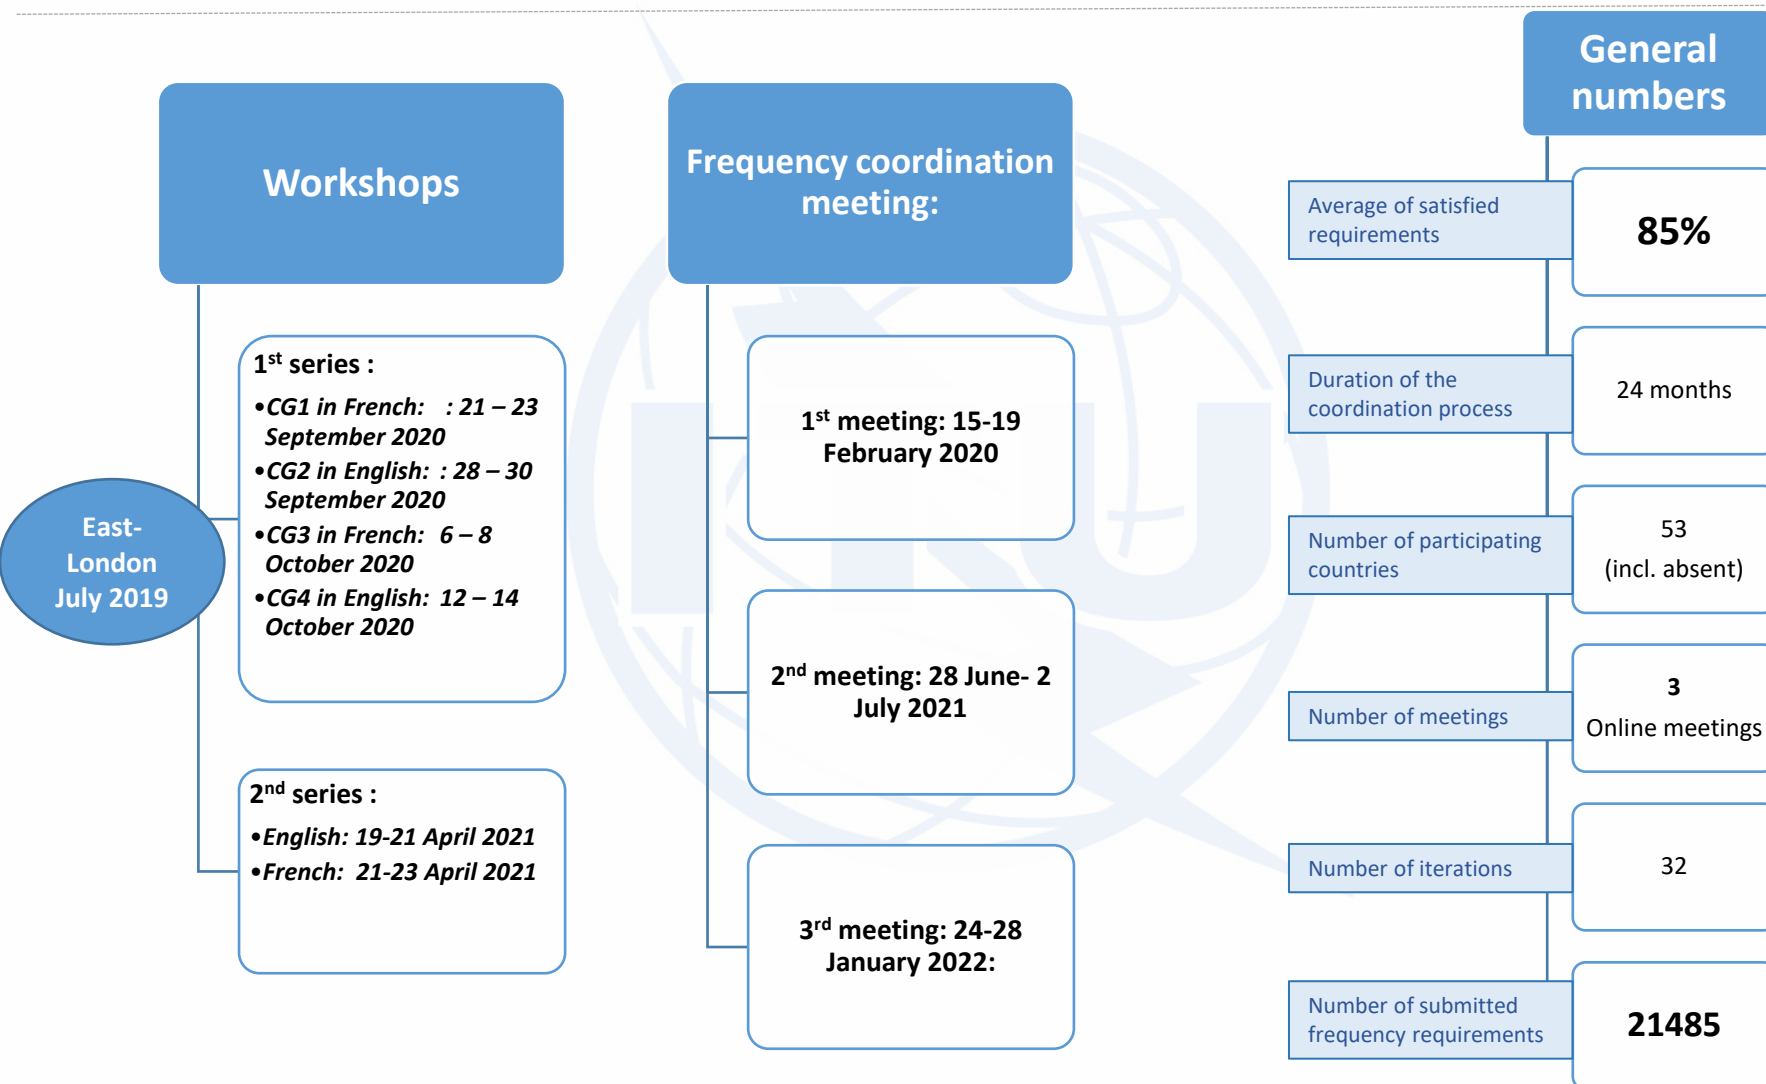 East-
London
July 2019
Workshops
1st series :
•CG1 in French:   : 21 – 23
September 2020
•CG2 in English:  : 28 – 30
September 2020
•CG3 in French:  6 – 8
October 2020
•CG4 in English:  12 – 14
October 2020
2nd series :
•English: 19-21 April 2021
•French:  21-23 April 2021
Frequency coordination
meeting:
1st meeting: 15-19
February 2020
2nd meeting: 28 June- 2
July 2021
3rd meeting: 24-28
January 2022:
General
numbers
Average of satisfied
requirements
85%
Duration of the
coordination process
24 months
Number of participating
countries
53
(incl. absent)
Number of meetings
3
Online meetings
Number of iterations
32
Number of submitted
frequency requirements
21485
ITU